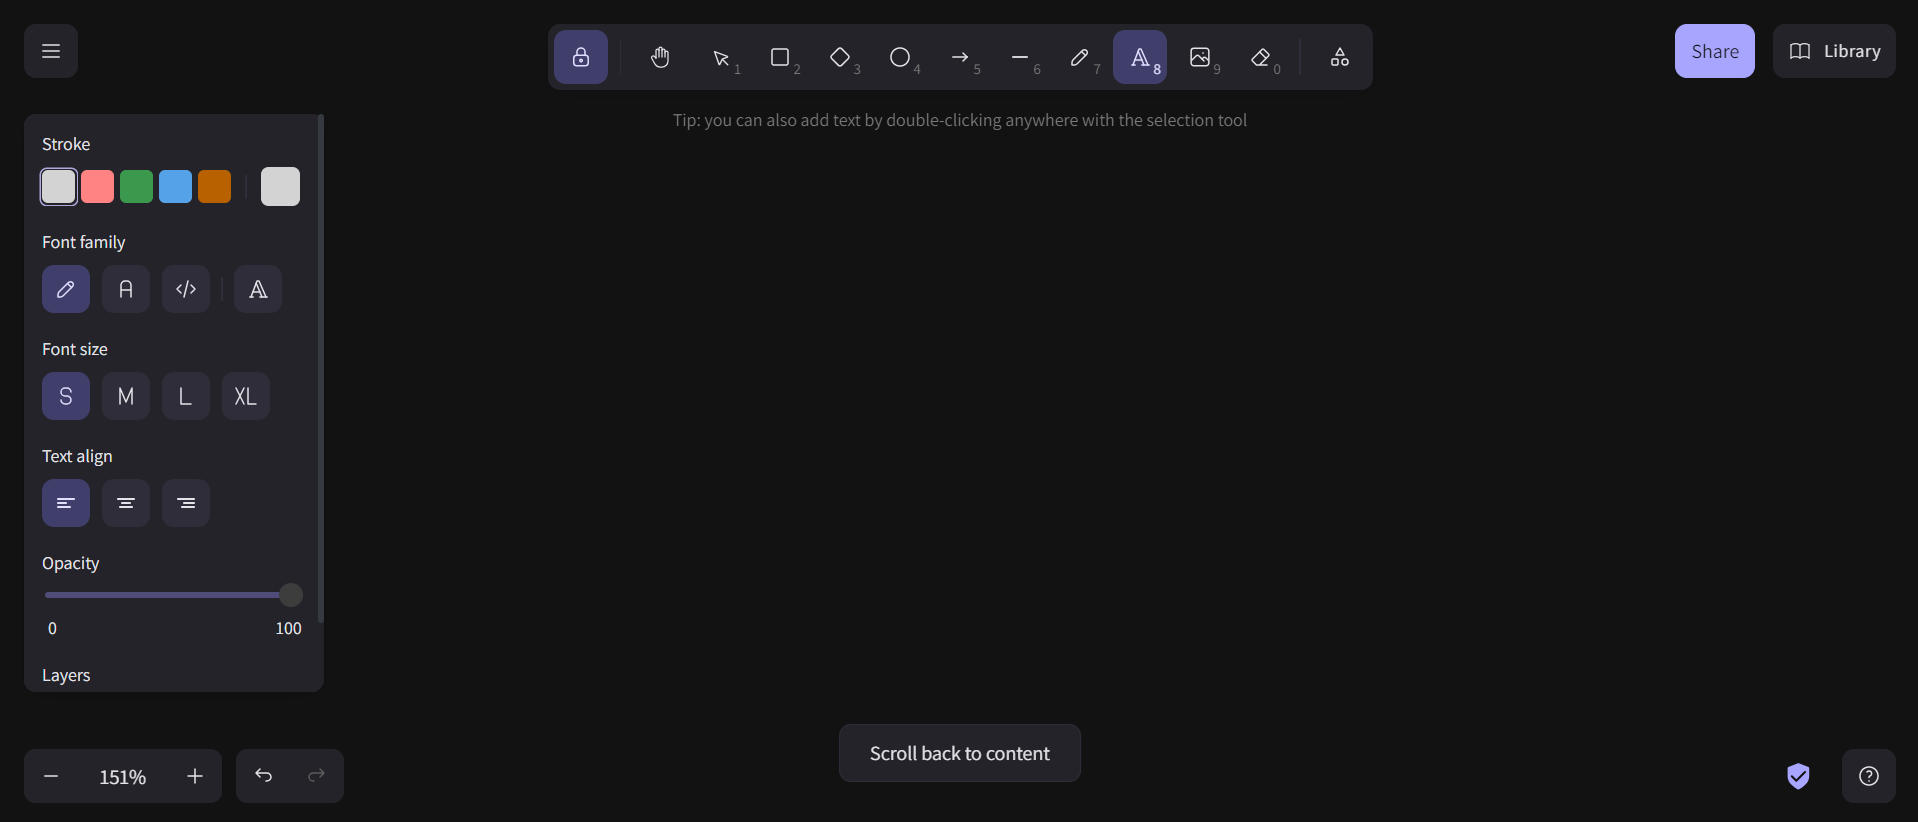 1
2
3
4
5
6
7
A 8
9
0
Share
Library
Tip: you can also add text by double-clicking anywhere with the selection tool
Stroke
Font family
A </> A
Font size
S M L XL
Text align
Opacity
0 100
Layers
151%
Scroll back to content